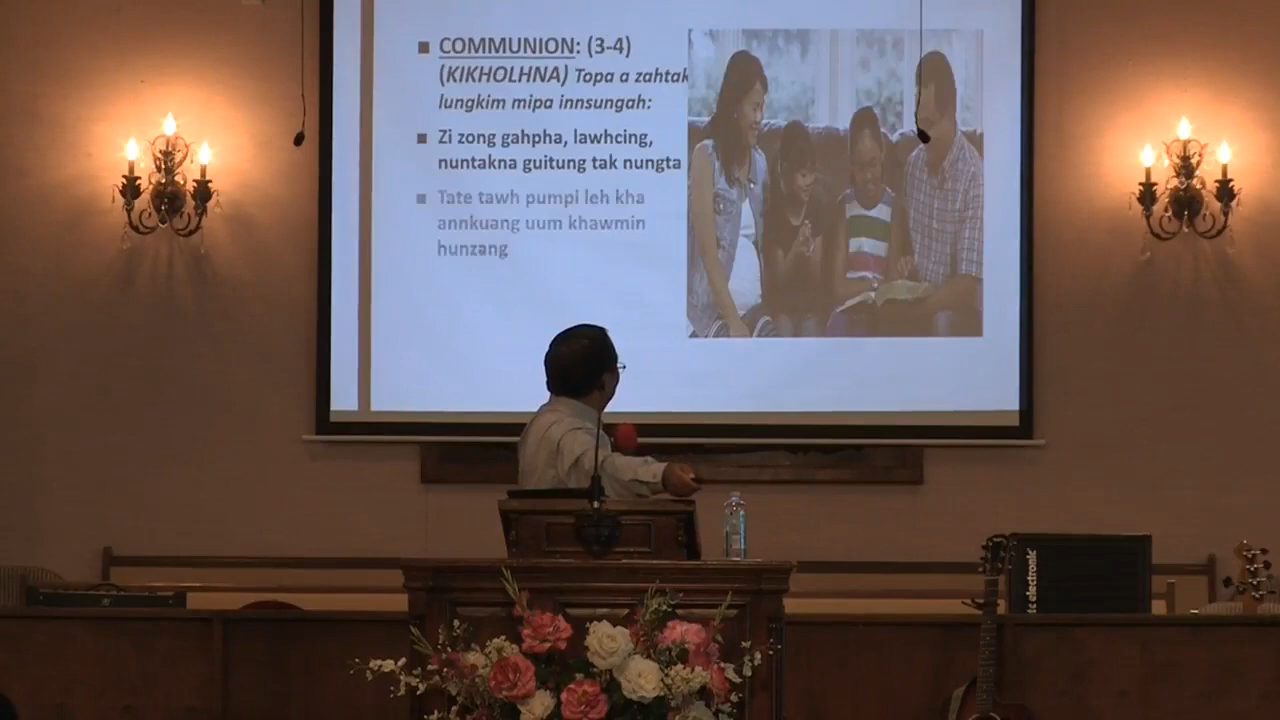 COMMUNION: (3-4)
(KIKHOLHNA) Topa a zahtak
lungkim mipa innsungah:
Zi zong gahpha, lawhcing,
nuntakna guitung tak nungta
Tate tawh pumpi leh kha
annkuang uum khawmin
hunzang
tc electronic